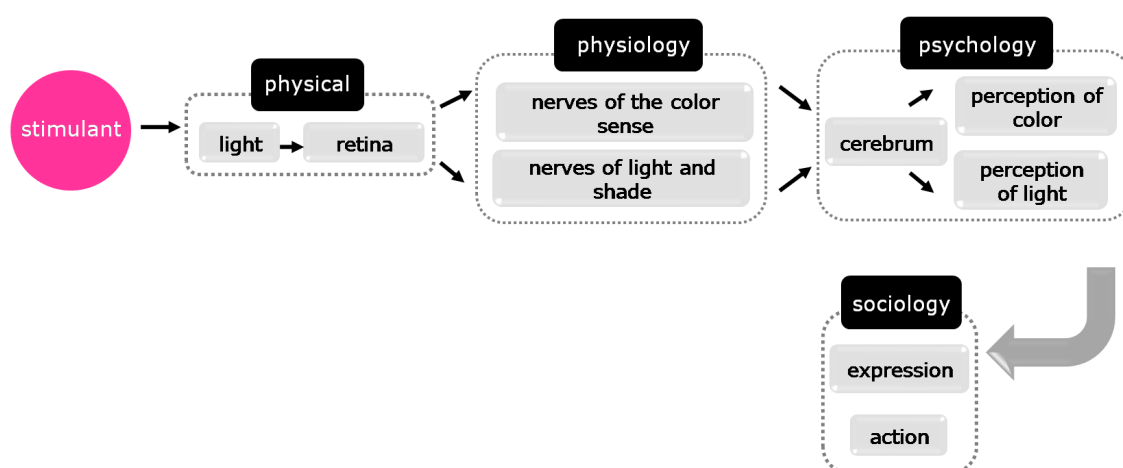 stimulant
physical
light
retina
physiology
nerves of the color
sense
nerves of light and
shade
psychology
cerebrum
perception of
color
perception
of light
sociology
expression
action